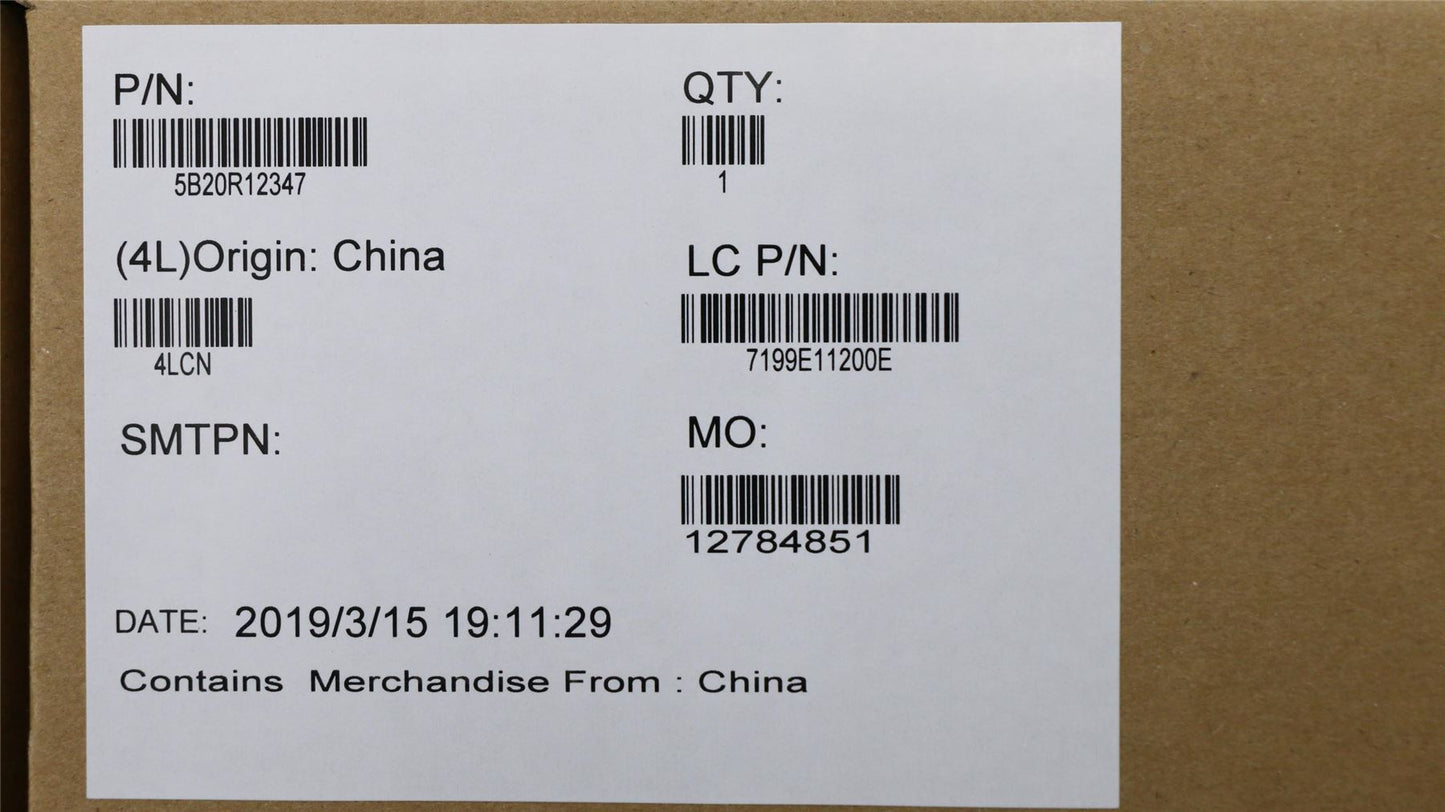 P/N:
5B20R12347
QTY:
1
(4L)Origin: China
4LCN
LC P/N:
7199E11200E
SMTPN:
MO:
12784851
DATE: 2019/3/15 19:11:29
Contains Merchandise From : China